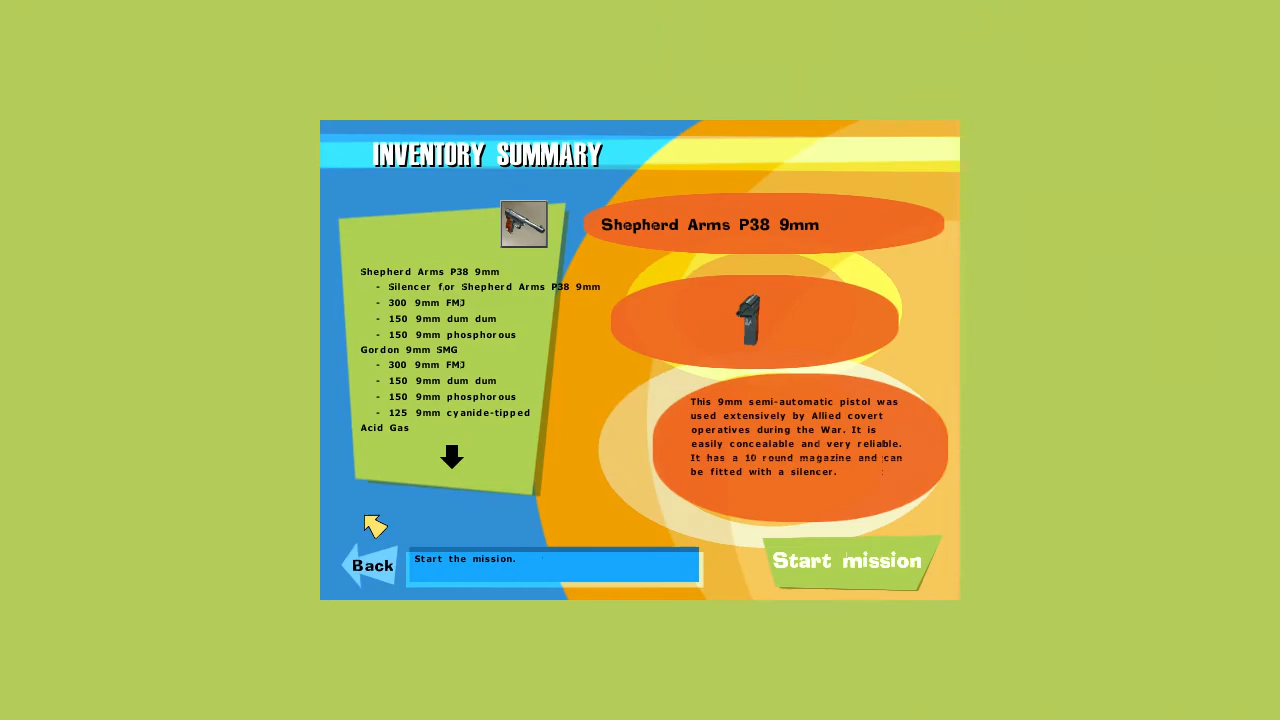 INVENTORY SUMMARY
Shepherd Arms P38 9mm
- Silencer for Shepherd Arms P38 9mm
- 300 9mm FMJ
- 150 9mm dum dum
- 150 9mm phosphorous
Gordon 9mm SMG
- 300 9mm FMJ
- 150 9mm dum dum
- 150 9mm phosphorous
- 125 9mm cyanide-tipped
Acid Gas
Shepherd Arms P38 9mm
This 9mm semi-automatic pistol was
used extensively by Allied covert
operatives during the War. It is
easily concealable and very reliable.
It has a 10 round magazine and can
be fitted with a silencer.
Back
Start the mission.
Start mission